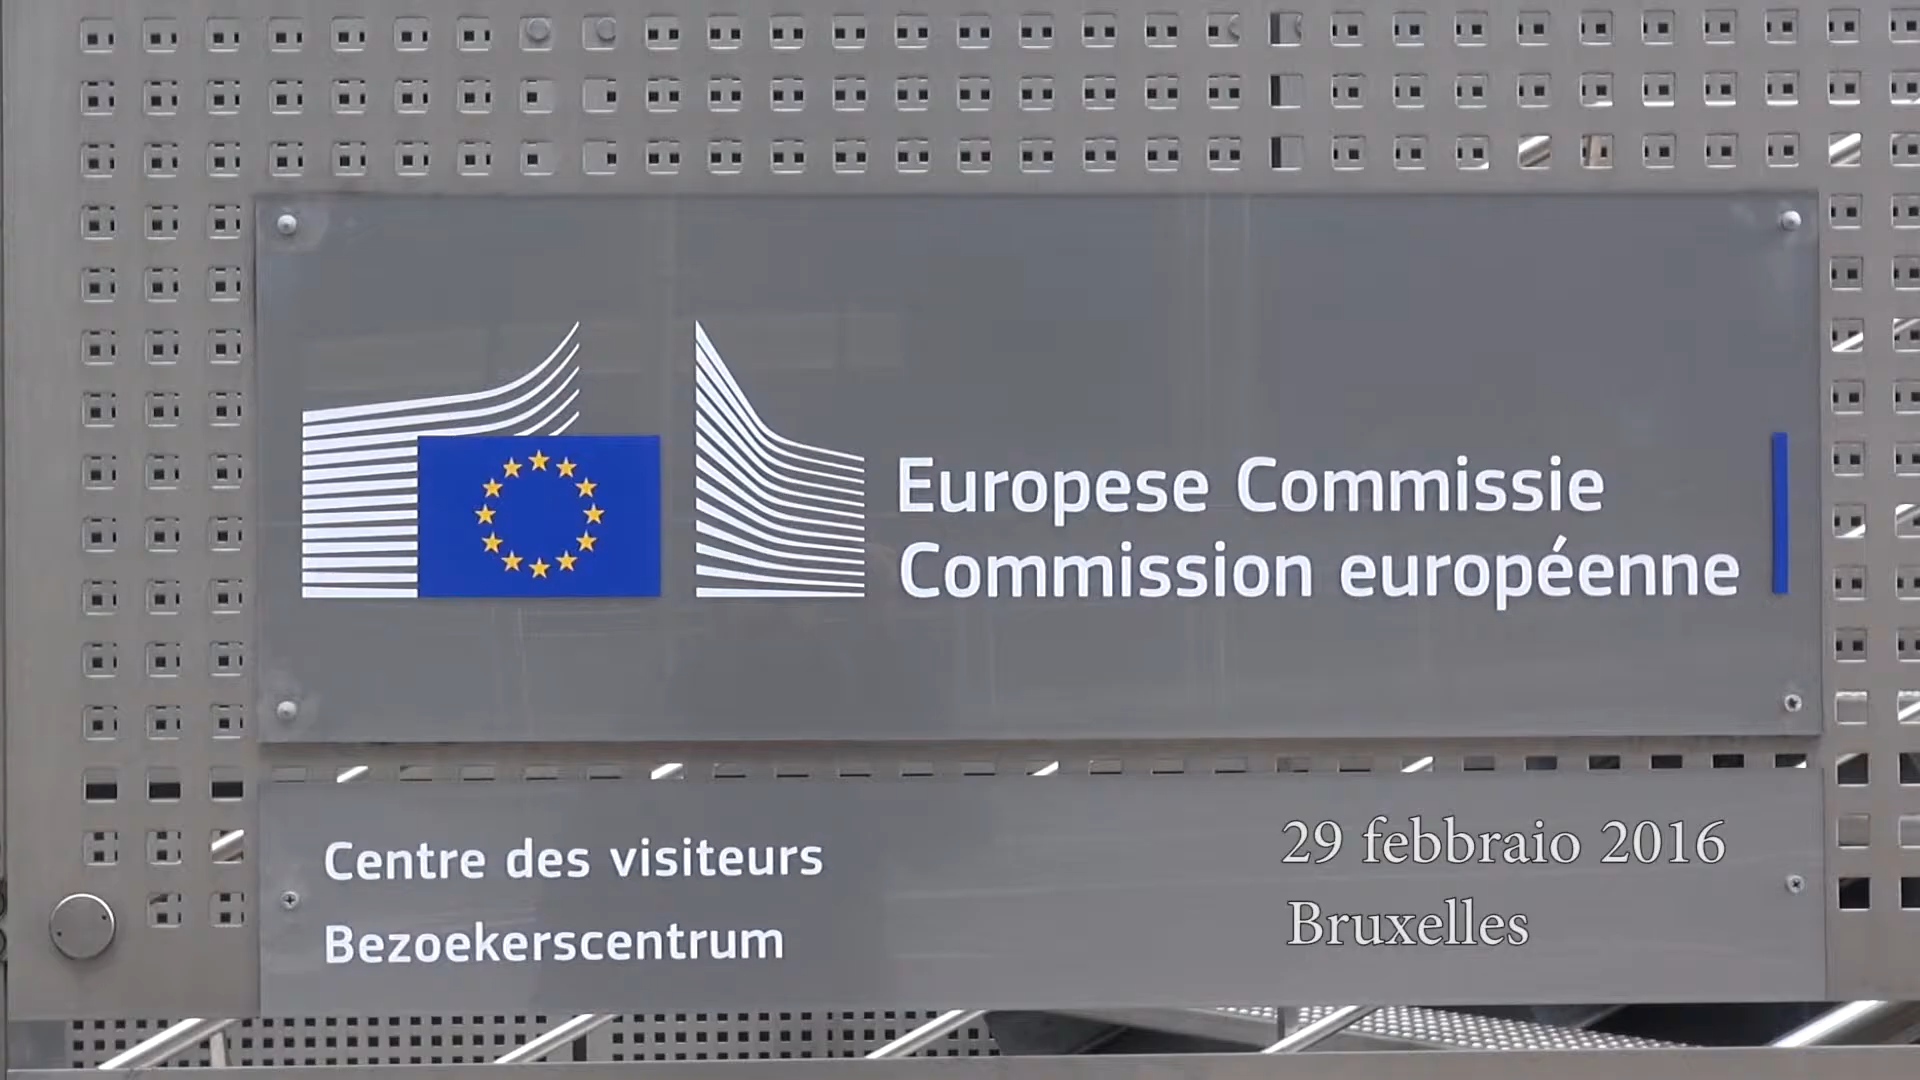 Europese Commissie
Commission européenne
Centre des visiteurs
Bezoekerscentrum
29 febbraio 2016
Bruxelles